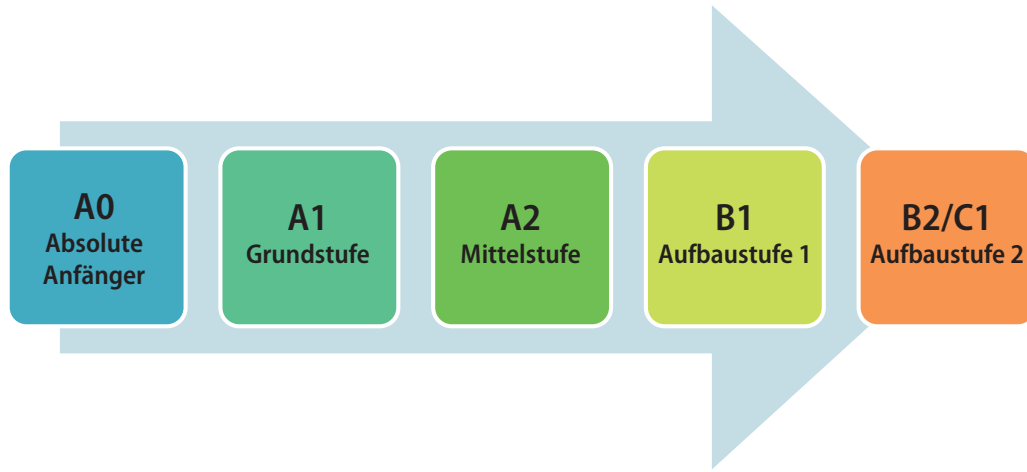 A0
Absolute
Anfänger
A1
Grundstufe
A2
Mittelstufe
B1
Aufbaustufe 1
B2/C1
Aufbaustufe 2